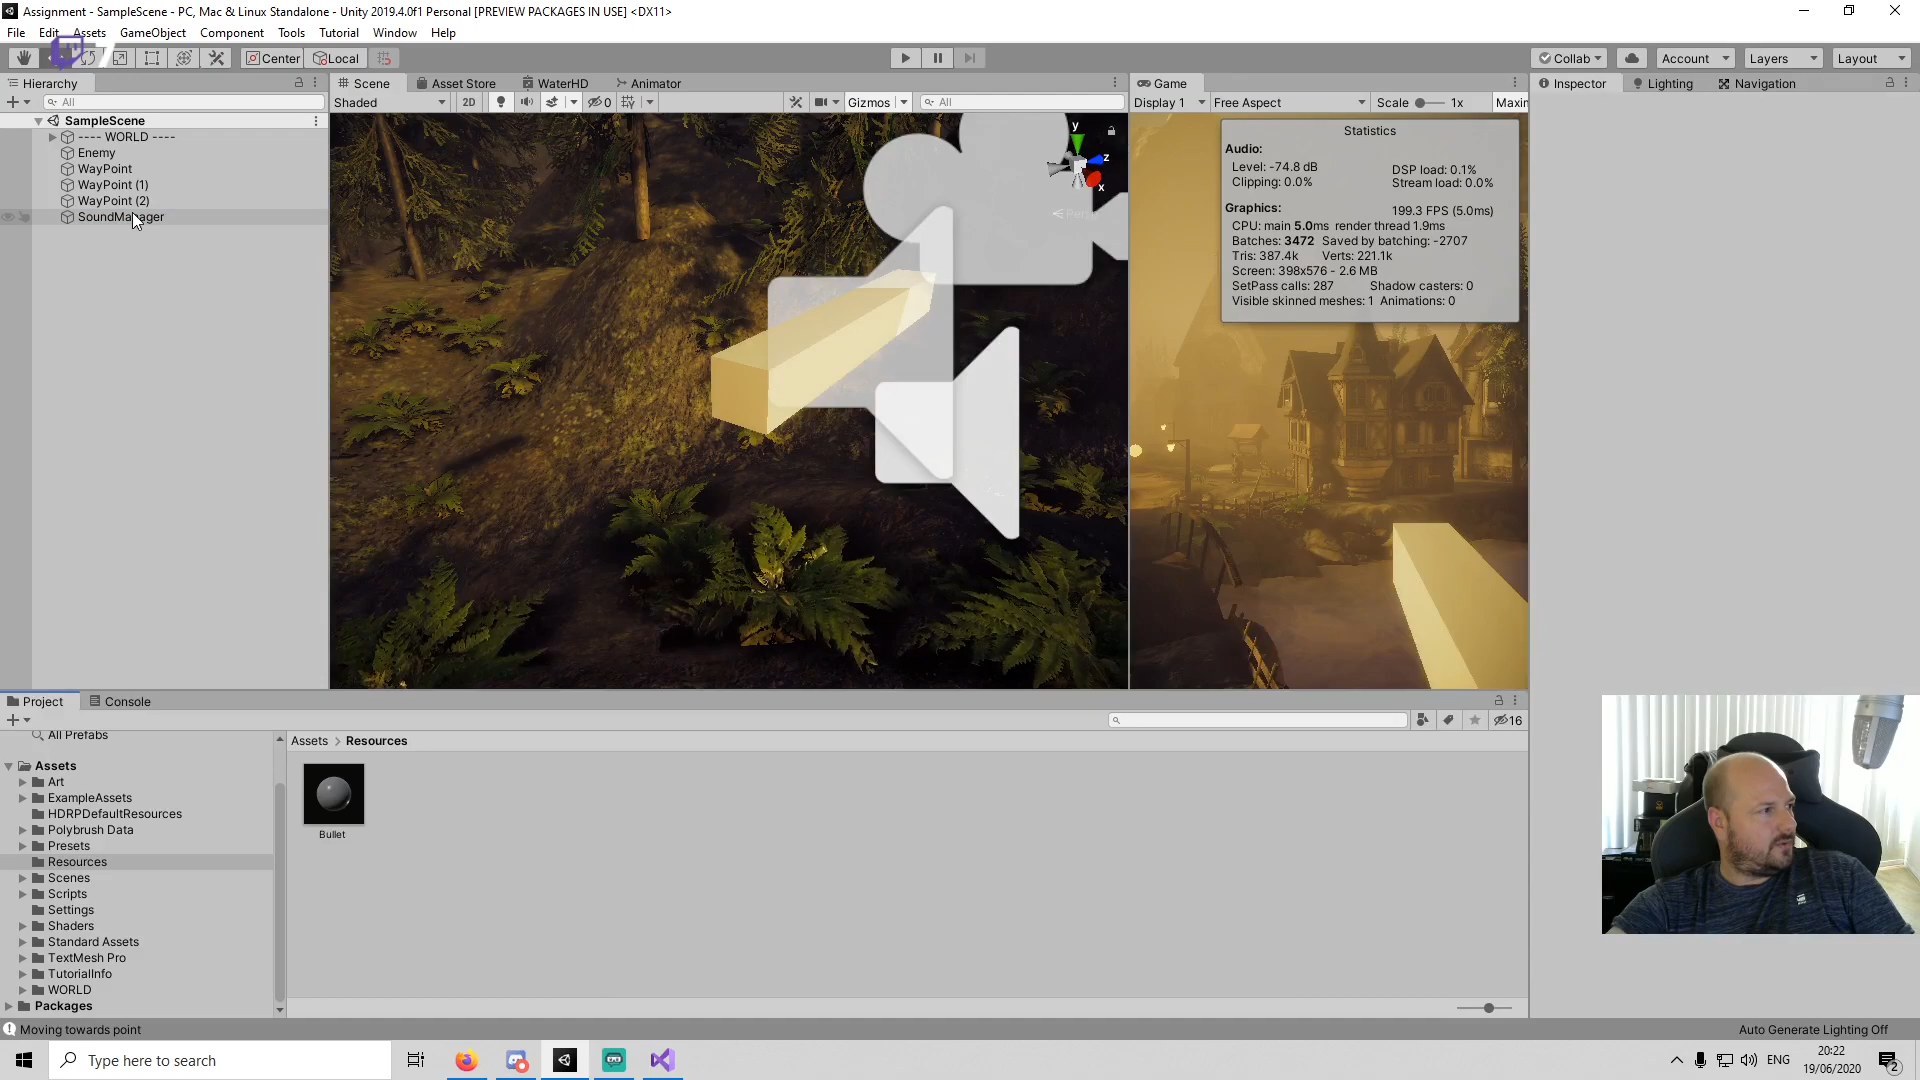 Assignment - SampleScene - PC, Mac & Linux Standalone - Unity 2019.4.0f1 Personal [PREVIEW PACKAGES IN USE] <DX11>
File Edit Assets GameObject Component Tools Tutorial Window Help
Center Local Collab Account Layers Layout
Hierarchy
All
SampleScene
---- WORLD ----
Enemy
WayPoint
WayPoint (1)
WayPoint (2)
SoundManager
Scene Asset Store WaterHD Animator
Shaded 2D 0 Gizmos All
y
z
x
Persp
Game
Display 1 Free Aspect Scale 1x Maxin
Statistics
Audio:
Level: -74.8 dB DSP load: 0.1%
Clipping: 0.0% Stream load: 0.0%
Graphics: 199.3 FPS (5.0ms)
CPU: main 5.0ms render thread 1.9ms
Batches: 3472 Saved by batching: -2707
Tris: 387.4k Verts: 221.1k
Screen: 398x576 - 2.6 MB
SetPass calls: 287 Shadow casters: 0
Visible skinned meshes: 1 Animations: 0
Inspector Lighting Navigation
Project Console
16
All Prefabs
Assets
Art
ExampleAssets
HDRPDefaultResources
Polybrush Data
Presets
Resources
Scenes
Scripts
Settings
Shaders
Standard Assets
TextMesh Pro
TutorialInfo
WORLD
Packages
Assets > Resources
Bullet
Moving towards point
Auto Generate Lighting Off
Type here to search
ENG
20:22
19/06/2020
2